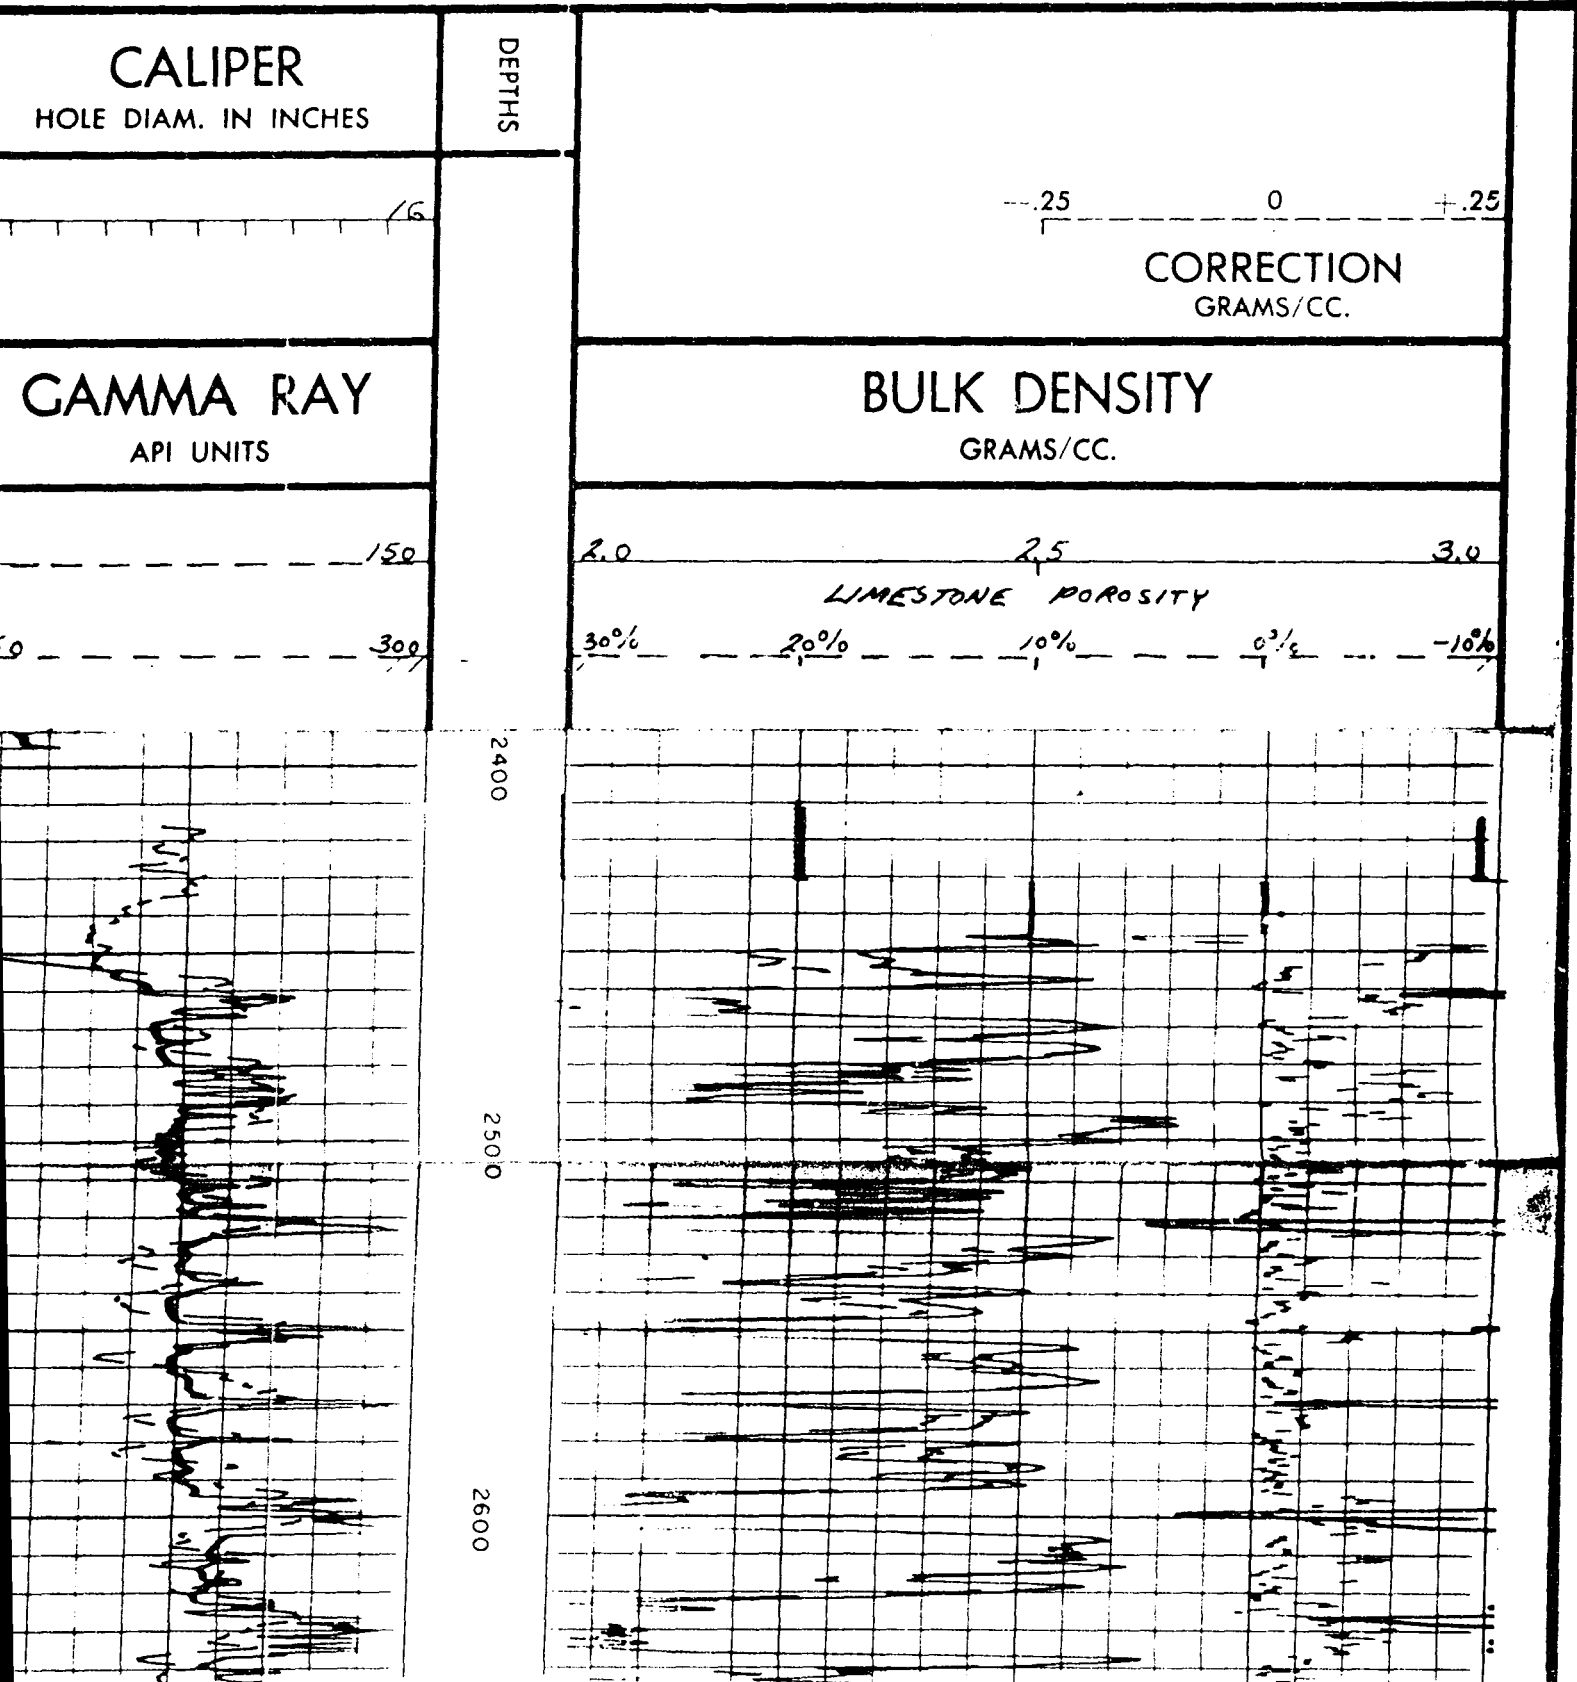 CALIPER
HOLE DIAM. IN INCHES
DEPTHS
16
--.25 0 +.25
CORRECTION
GRAMS/CC.
GAMMA RAY
API UNITS
BULK DENSITY
GRAMS/CC.
150
2.0 2.5 3.0
LIMESTONE POROSITY
300
30% 20% 10% 0% -10%
2400
2500
2600